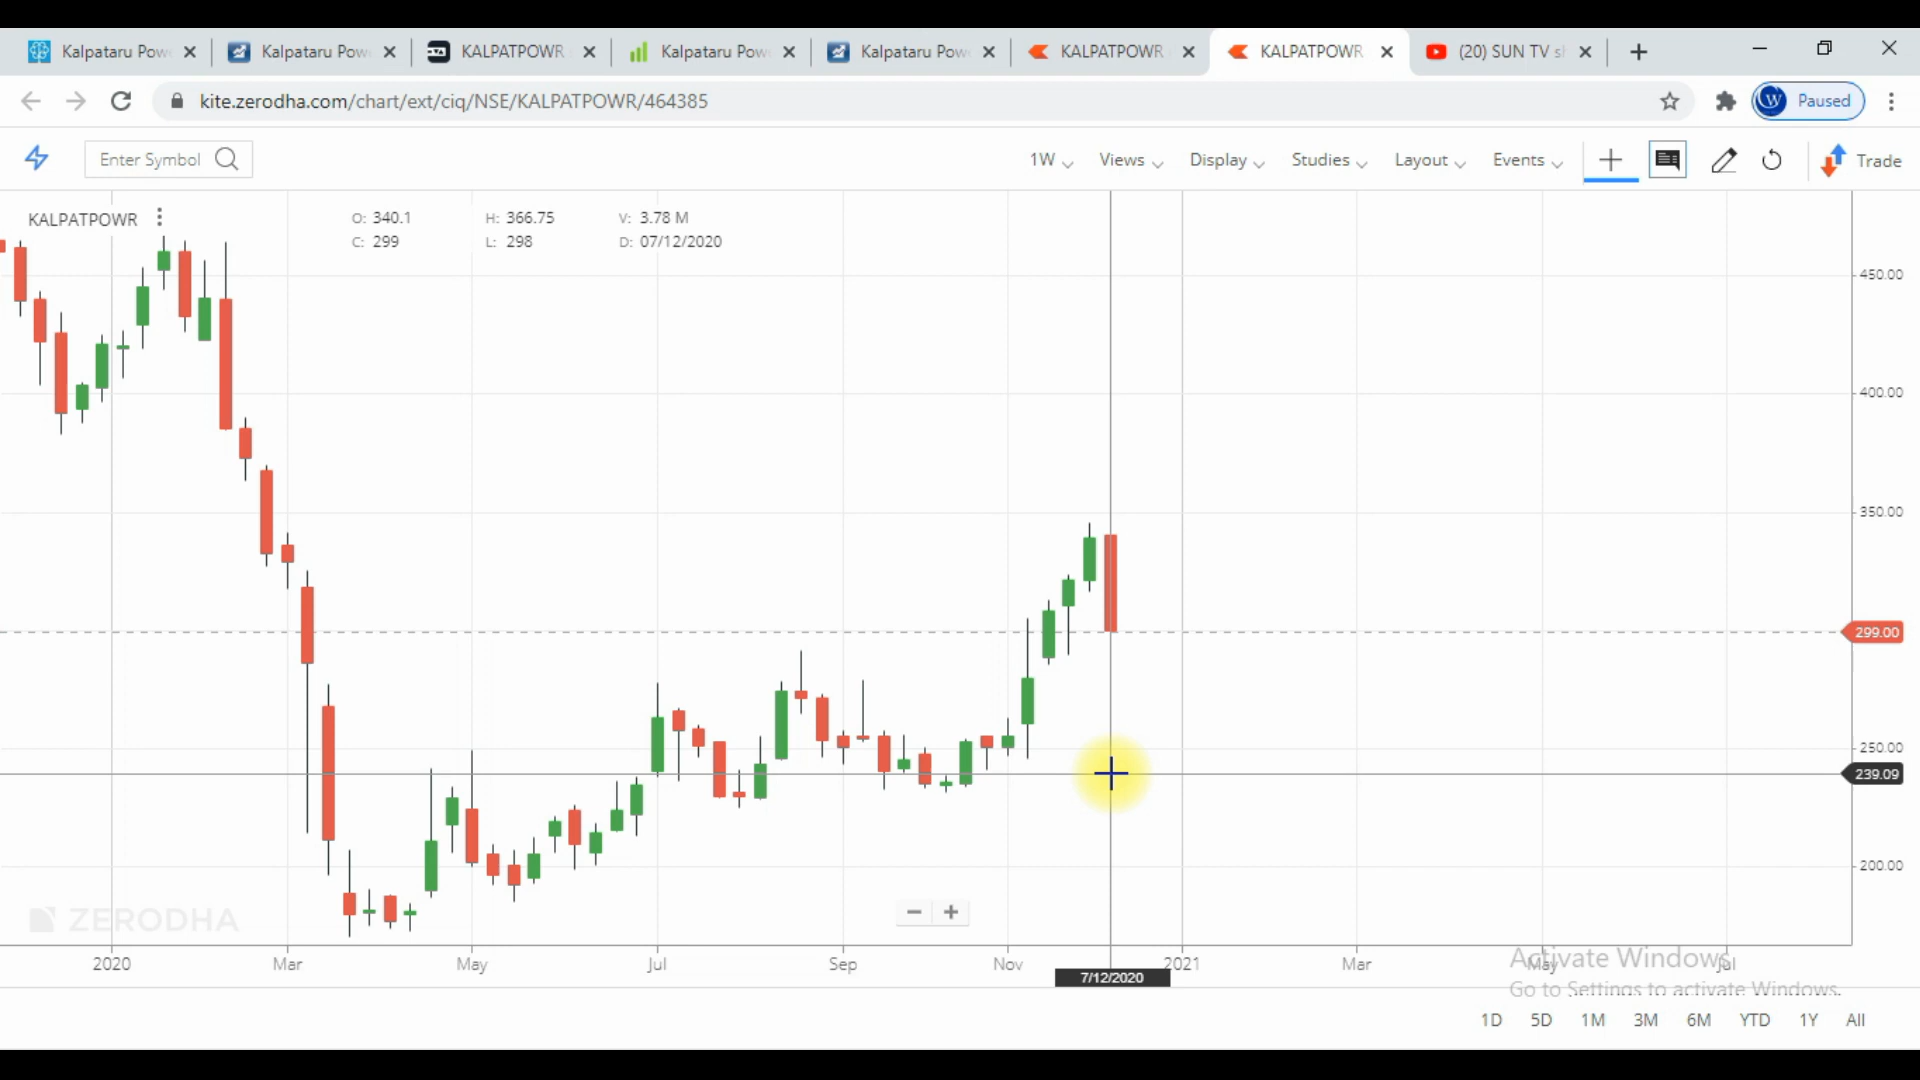 Kalpataru Pow
Kalpataru Pow
KALPATPOWR
Kalpataru Pow
Kalpataru Pow
KALPATPOWR
KALPATPOWR
(20) SUN TV s
kite.zerodha.com/chart/ext/ciq/NSE/KALPATPOWR/464385
W
Paused
Enter Symbol
1W
Views
Display
Studies
Layout
Events
Trade
KALPATPOWR
O: 340.1
H: 366.75
V: 3.78 M
C: 299
L: 298
D: 07/12/2020
450.00
400.00
350.00
299.00
250.00
239.09
200.00
ZERODHA
2020
Mar
May
Jul
Sep
Nov
2021
Mar
May
Jul
7/12/2020
Activate Windows
Go to Settings to activate Windows.
1D
5D
1M
3M
6M
YTD
1Y
All